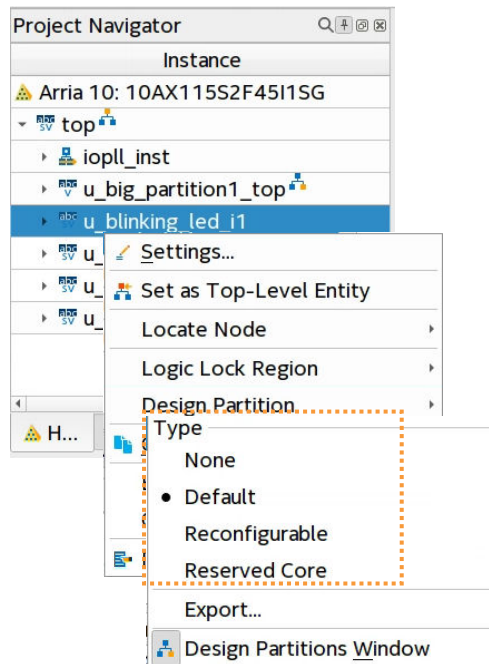 Project Navigator
Instance
Arria 10: 10AX115S2F45I1SG
top
iopll_inst
u_big_partition1_top
u_blinking_led_i1
u_
Settings...
u_
Set as Top-Level Entity
u_
Locate Node
Logic Lock Region
Design Partition
H...
Type
None
Default
Reconfigurable
Reserved Core
Export...
Design Partitions Window